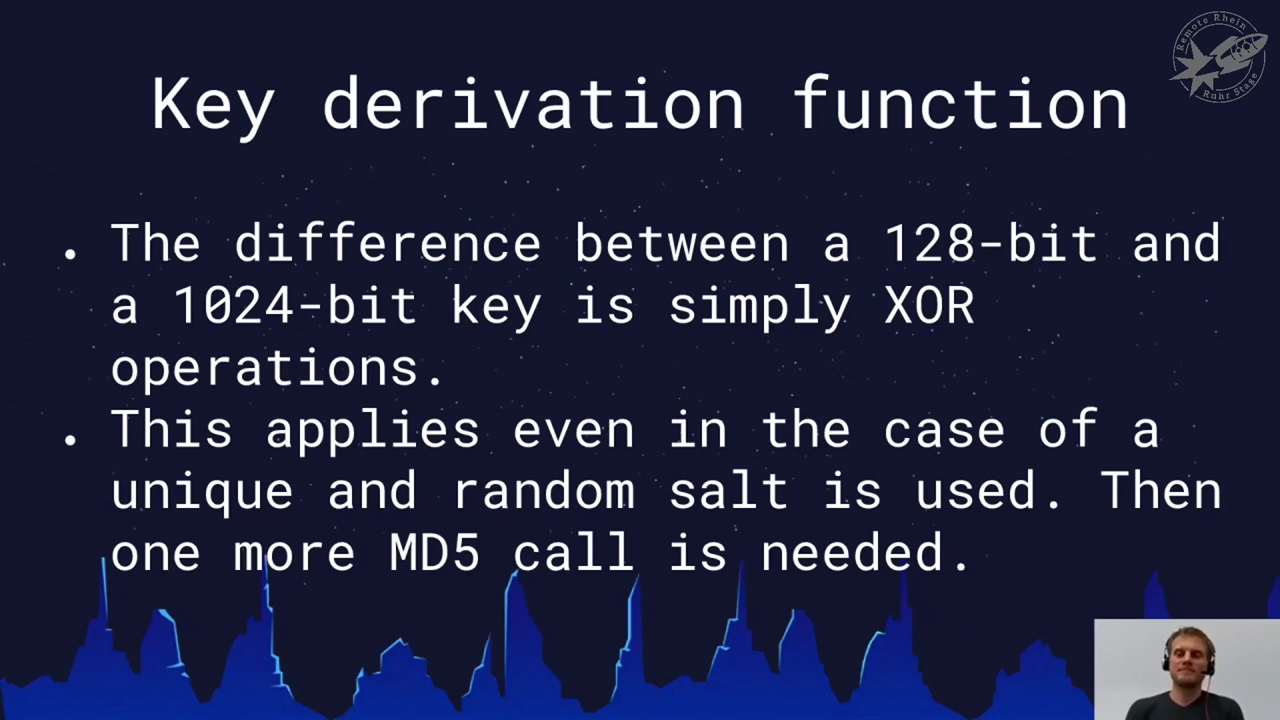 Remote Rhein
Ruhr Stage
Key derivation function
• The difference between a 128-bit and
a 1024-bit key is simply XOR
operations.
• This applies even in the case of a
unique and random salt is used. Then
one more MD5 call is needed.